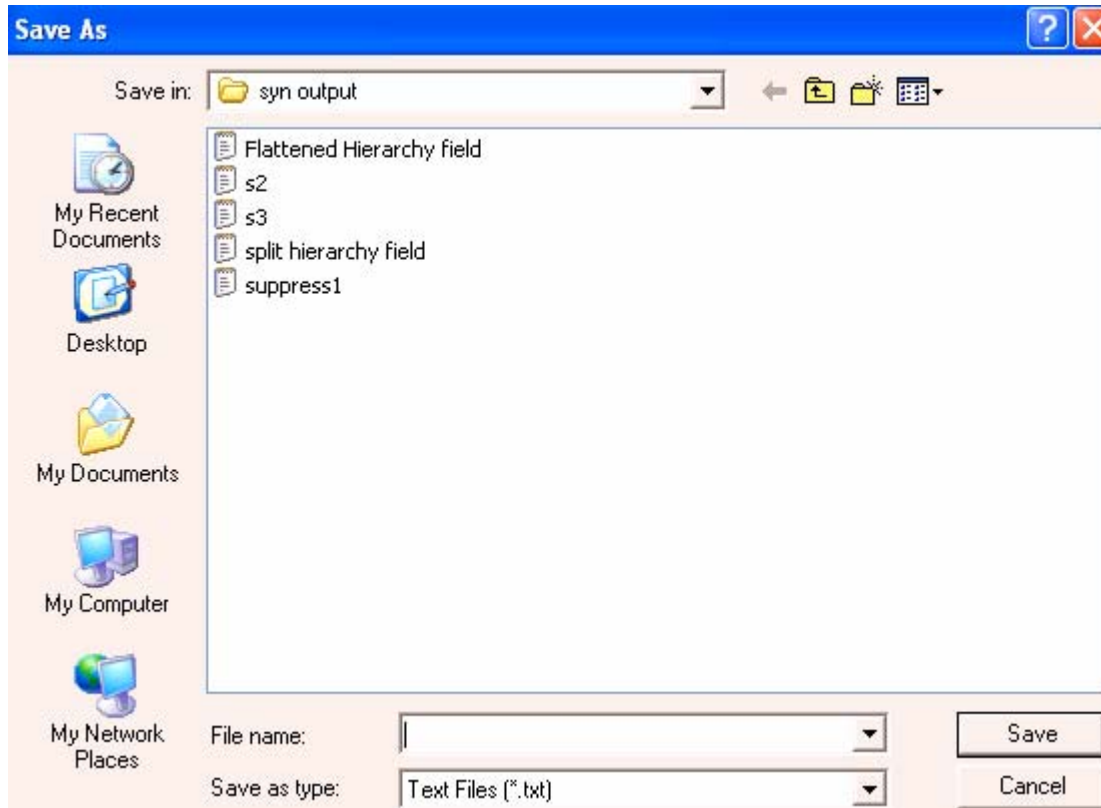 Save As
Save in: syn output
Flattened Hierarchy field
s2
s3
split hierarchy field
suppress1
My Recent
Documents
Desktop
My Documents
My Computer
My Network
Places
File name: Save
Save as type: Text Files (*.txt) Cancel